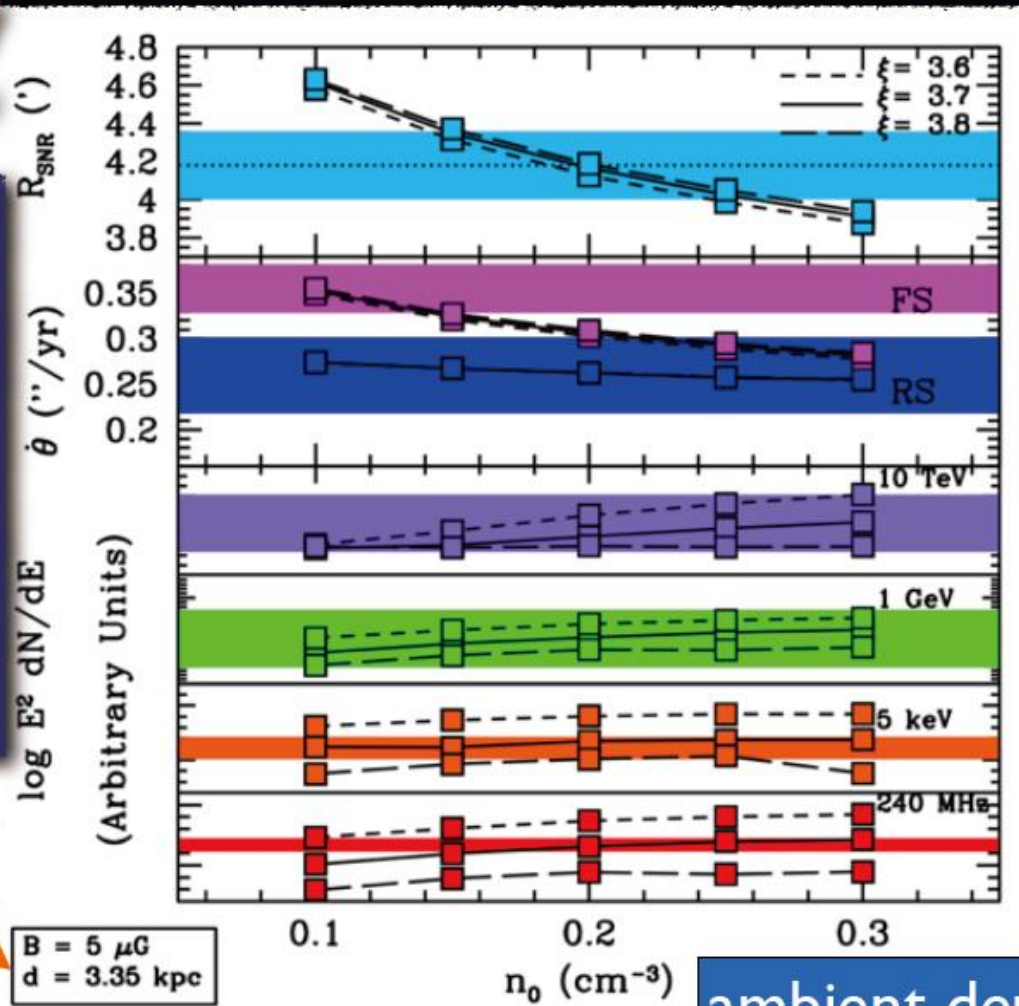 4.8
4.6
4.4
4.2
4
3.8
R_SNR (')
ξ= 3.6
ξ= 3.7
ξ= 3.8
0.35
0.3
0.25
0.2
θ̇ ("/yr)
FS
RS
log E² dN/dE
(Arbitrary Units)
10 TeV
1 GeV
5 keV
240 MHz
0.1 0.2 0.3
n₀ (cm⁻³)
B = 5 μG
d = 3.35 kpc
ambient